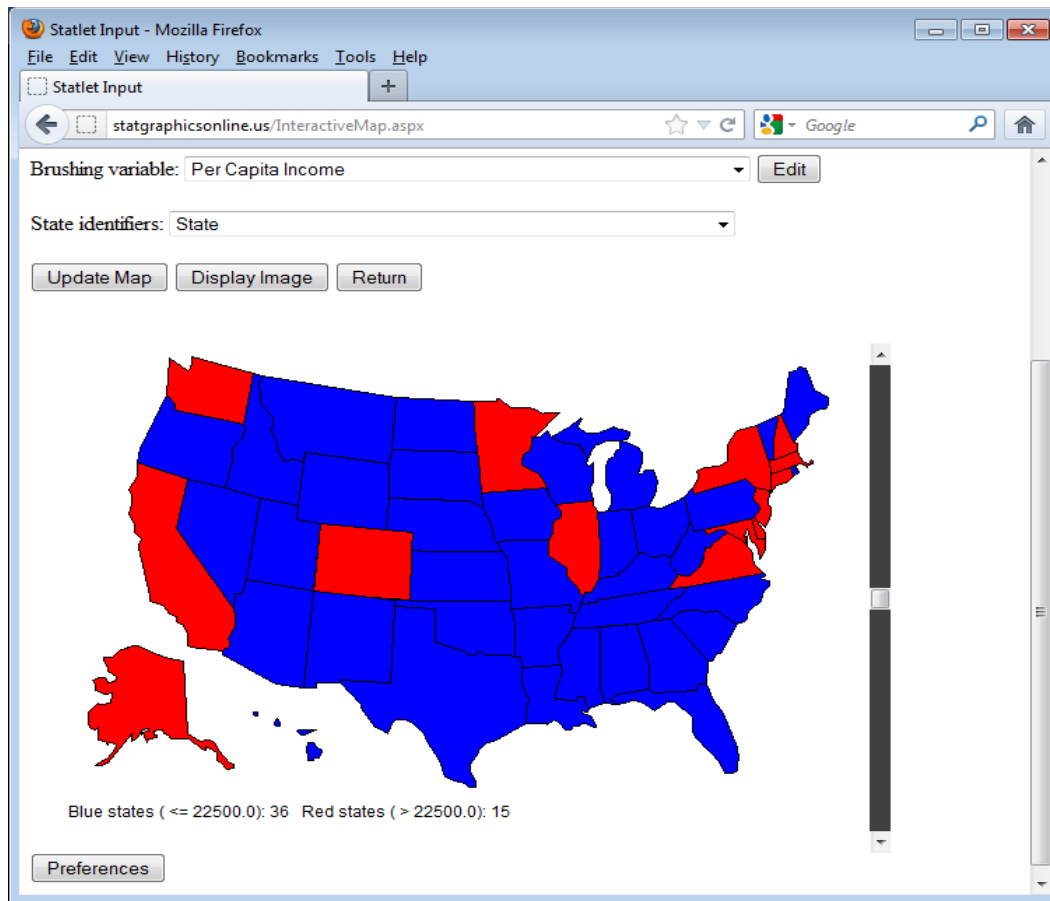 Statlet Input - Mozilla Firefox
File Edit View History Bookmarks Tools Help
Statlet Input +
statgraphicsonline.us/InteractiveMap.aspx Google
Brushing variable: Per Capita Income Edit
State identifiers: State
Update Map Display Image Return
Blue states ( <= 22500.0): 36 Red states ( > 22500.0): 15
Preferences